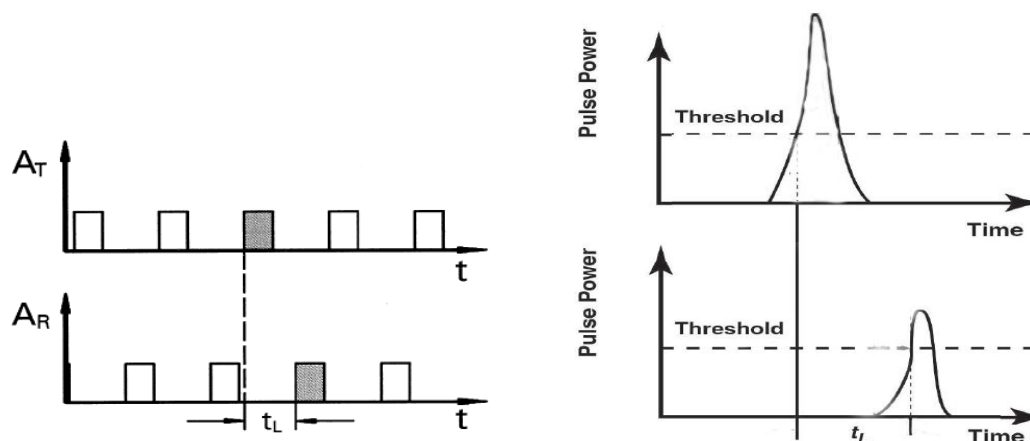 A_T
t
A_R
t_L
t
Pulse Power
Threshold
Time
Pulse Power
Threshold
t_L
Time